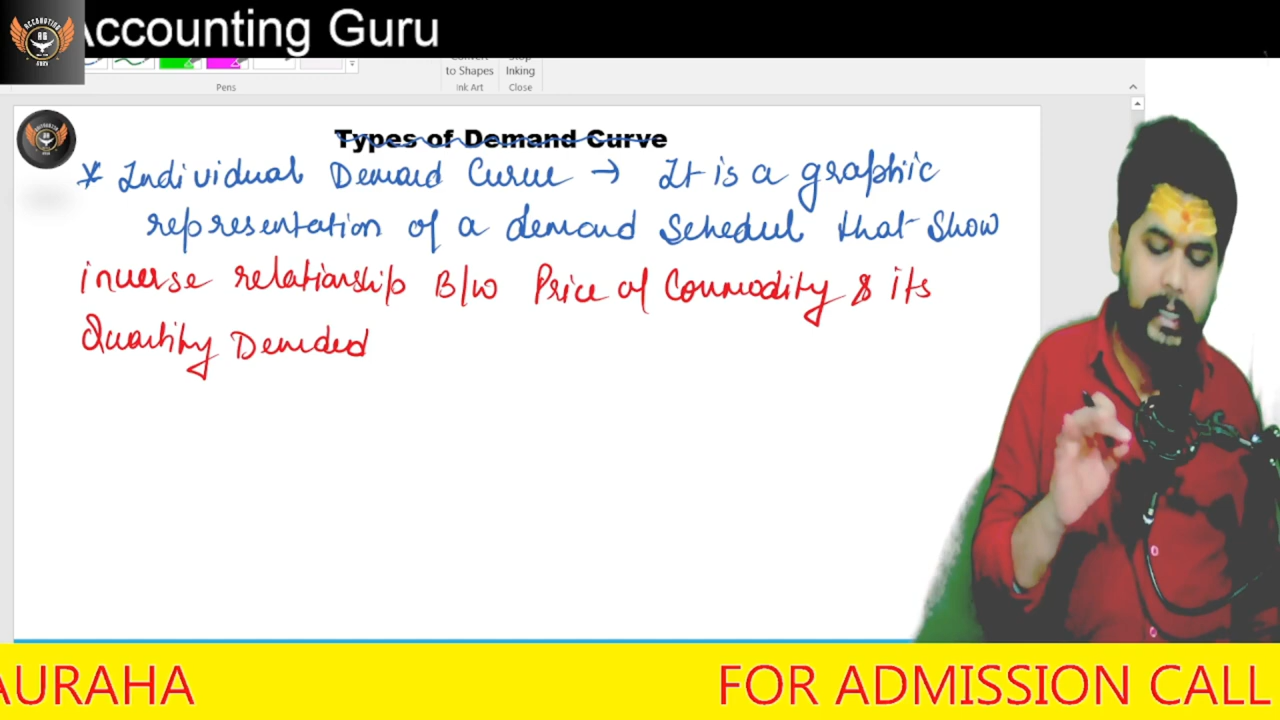 Accounting Guru
to Shapes
Inking
Pens
Ink Art
Close
Types of Demand Curve
* Individual Demand Curve → It is a graphic
representation of a demand Schedul that show
inverse relationship B/w Price of Commodity & its
Quantity Demded
AURAHA
FOR ADMISSION CALL